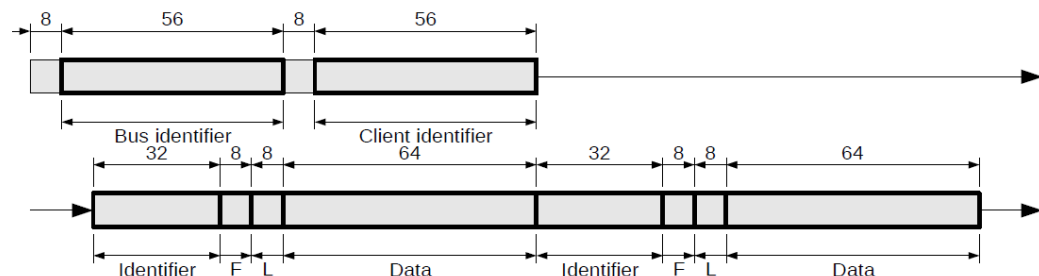 8 56 8 56
Bus identifier Client identifier
32 8 8 64 32 8 8 64
Identifier F L Data Identifier F L Data